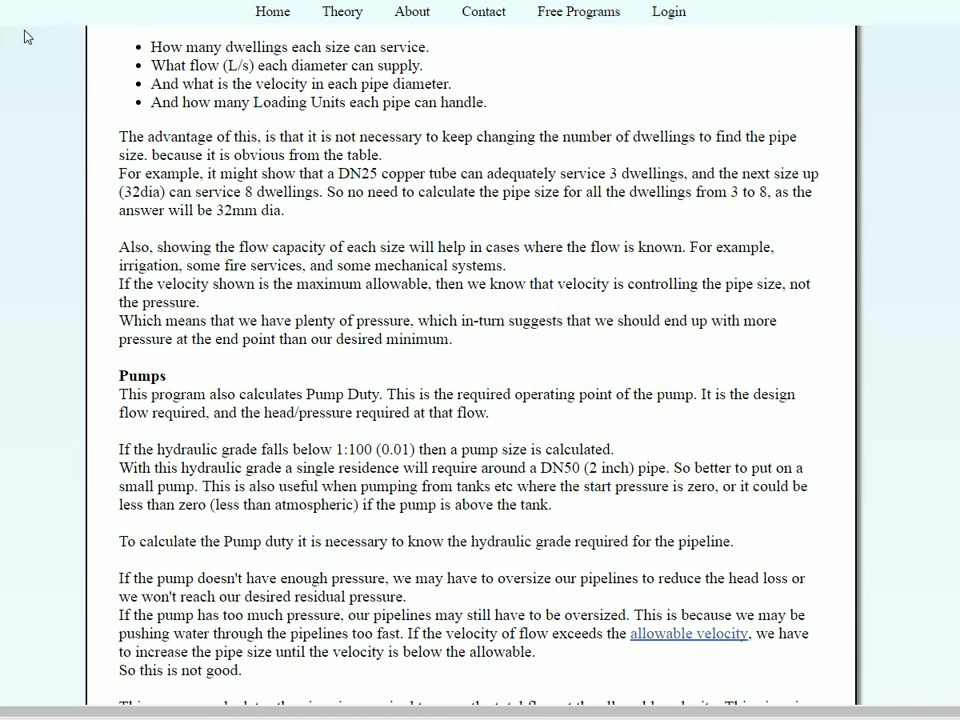 Home Theory About Contact Free Programs Login
• How many dwellings each size can service.
• What flow (L/s) each diameter can supply.
• And what is the velocity in each pipe diameter.
• And how many Loading Units each pipe can handle.
The advantage of this, is that it is not necessary to keep changing the number of dwellings to find the pipe
size. because it is obvious from the table.
For example, it might show that a DN25 copper tube can adequately service 3 dwellings, and the next size up
(32dia) can service 8 dwellings. So no need to calculate the pipe size for all the dwellings from 3 to 8, as the
answer will be 32mm dia.
Also, showing the flow capacity of each size will help in cases where the flow is known. For example,
irrigation, some fire services, and some mechanical systems.
If the velocity shown is the maximum allowable, then we know that velocity is controlling the pipe size, not
the pressure.
Which means that we have plenty of pressure, which in-turn suggests that we should end up with more
pressure at the end point than our desired minimum.
Pumps
This program also calculates Pump Duty. This is the required operating point of the pump. It is the design
flow required, and the head/pressure required at that flow.
If the hydraulic grade falls below 1:100 (0.01) then a pump size is calculated.
With this hydraulic grade a single residence will require around a DN50 (2 inch) pipe. So better to put on a
small pump. This is also useful when pumping from tanks etc where the start pressure is zero, or it could be
less than zero (less than atmospheric) if the pump is above the tank.
To calculate the Pump duty it is necessary to know the hydraulic grade required for the pipeline.
If the pump doesn't have enough pressure, we may have to oversize our pipelines to reduce the head loss or
we won't reach our desired residual pressure.
If the pump has too much pressure, our pipelines may still have to be oversized. This is because we may be
pushing water through the pipelines too fast. If the velocity of flow exceeds the allowable velocity, we have
to increase the pipe size until the velocity is below the allowable.
So this is not good.